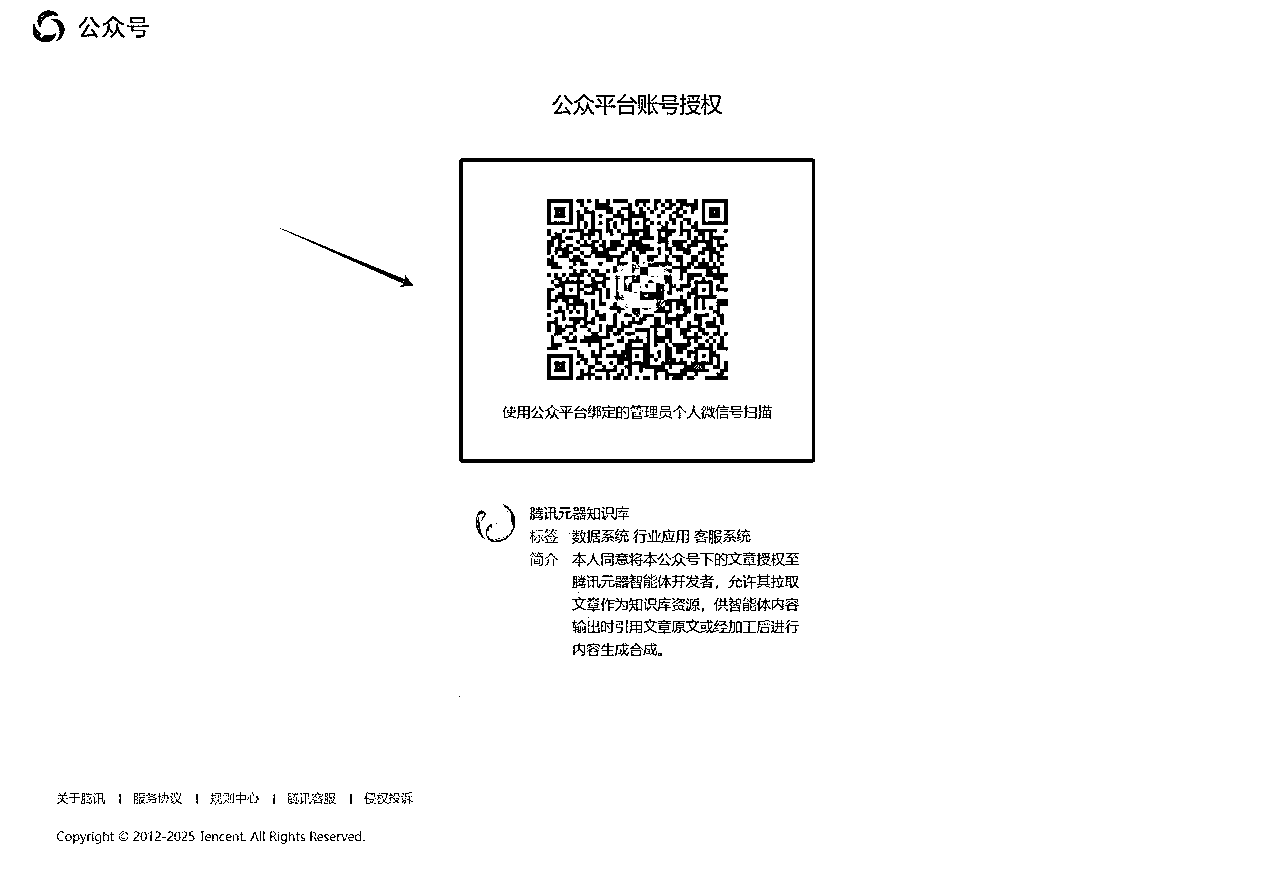 公众号
公众平台账号授权
使用公众平台绑定的管理员个人微信号扫描
腾讯元器知识库
标签 数据系统 行业应用 客服系统
简介 本人同意将本公众号下的文章授权至
腾讯元器智能体开发者，允许其拉取
文章作为知识库资源，供智能体内容
输出时引用文章原文或经加工后进行
内容生成合成。
关于腾讯 | 服务协议 | 规则中心 | 腾讯客服 | 侵权投诉
Copyright © 2012-2025 Tencent. All Rights Reserved.